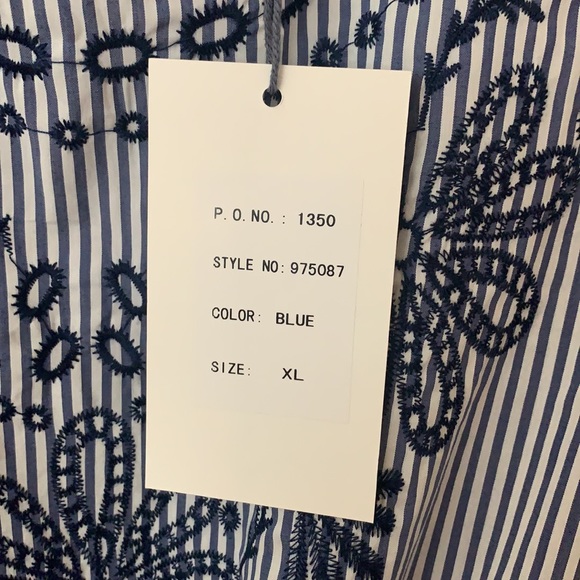 P.O.NO.: 1350
STYLE NO: 975087
COLOR: BLUE
SIZE: XL